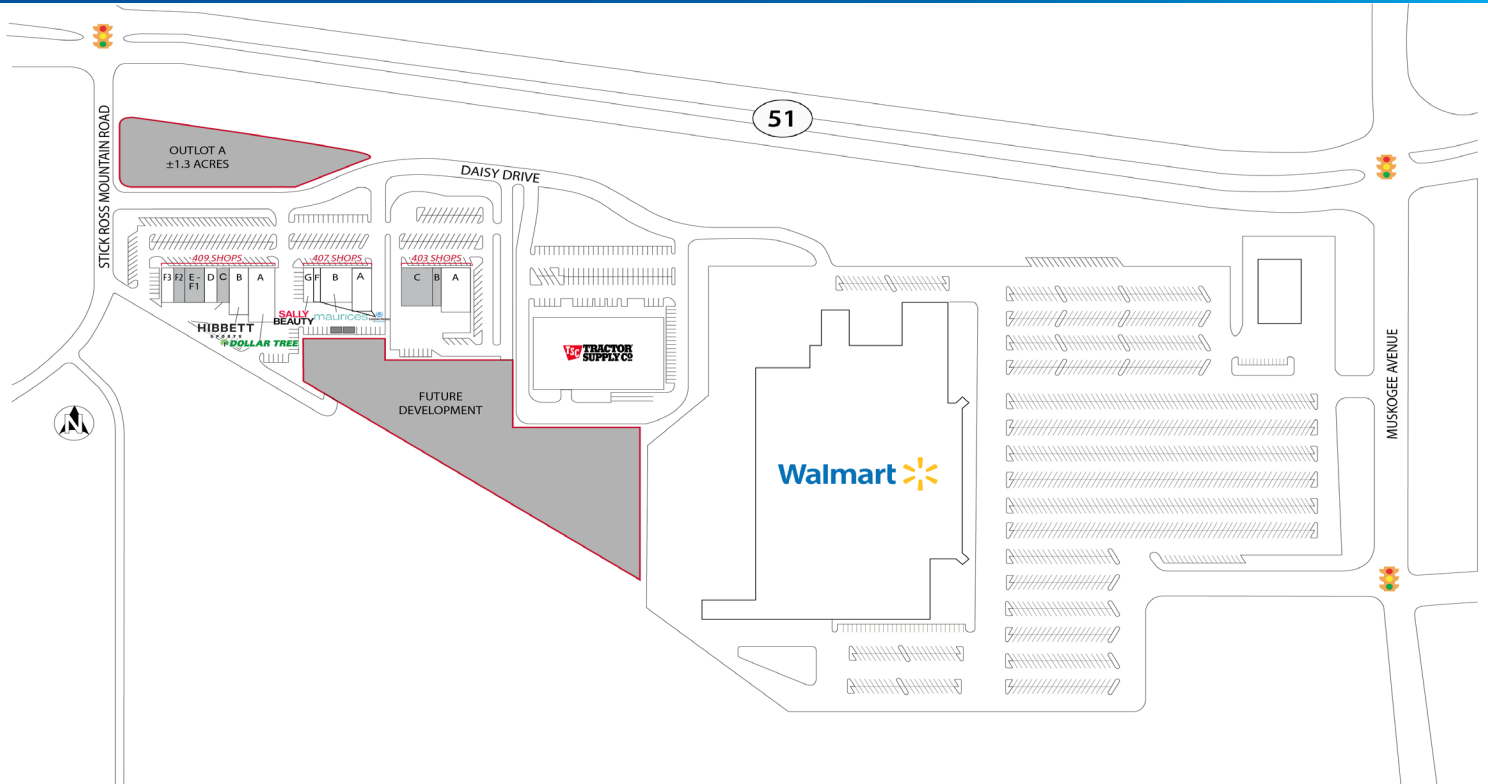 51
STICK ROSS MOUNTAIN ROAD
OUTLOT A
±1.3 ACRES
DAISY DRIVE
409 SHOPS
407 SHOPS
403 SHOPS
F3 F2 E - F1 D C B A
G F B A
C B A
SALLY
BEAUTY
maurices
HIBBETT
SPORTS
DOLLAR TREE
TSC TRACTOR
SUPPLY CO
FUTURE
DEVELOPMENT
N
Walmart
MUSKOGEE AVENUE